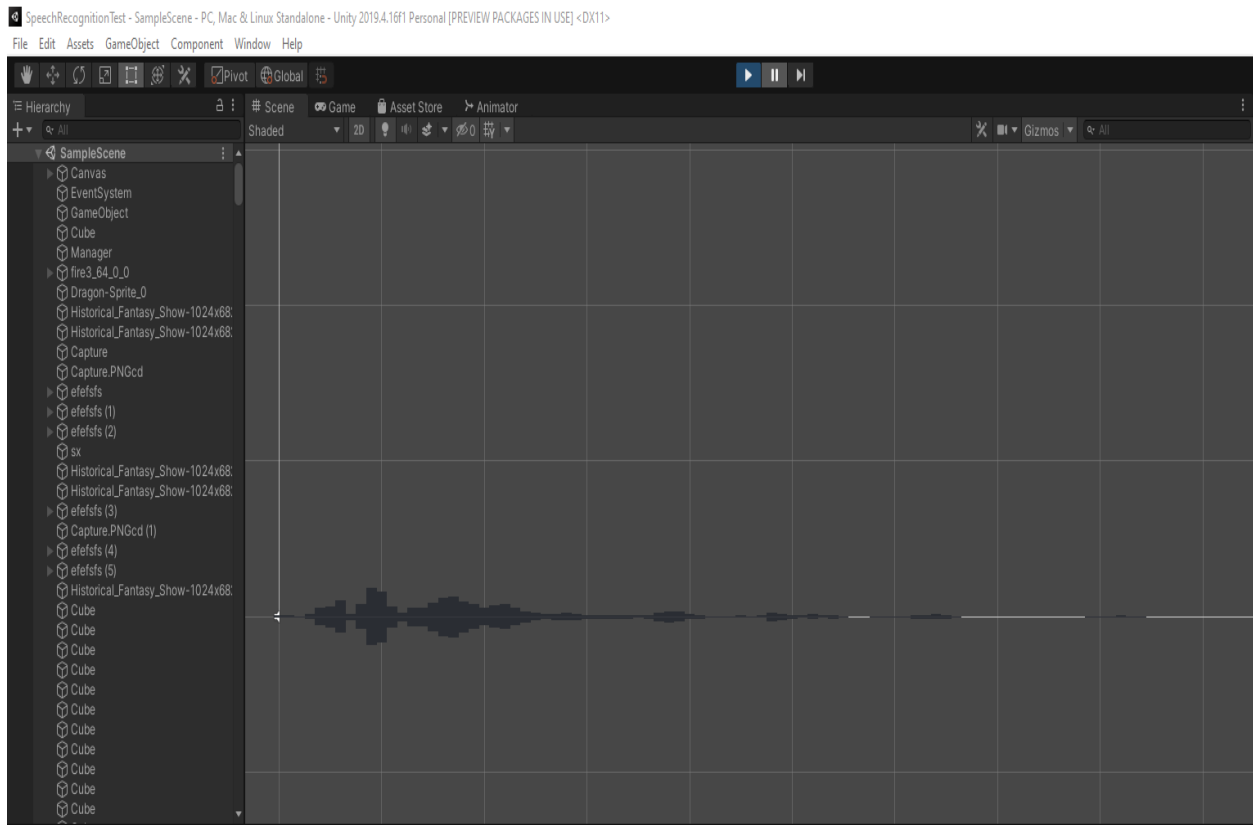 SpeechRecognitionTest - SampleScene - PC, Mac & Linux Standalone - Unity 2019.4.16f1 Personal [PREVIEW PACKAGES IN USE] <DX11>
File Edit Assets GameObject Component Window Help
Pivot Global
Hierarchy # Scene Game Asset Store Animator
All Shaded 2D 0 Gizmos All
SampleScene
Canvas
EventSystem
GameObject
Cube
Manager
fire3_64_0_0
Dragon-Sprite_0
Historical_Fantasy_Show-1024x68
Historical_Fantasy_Show-1024x68
Capture
Capture.PNGcd
efefsfs
efefsfs (1)
efefsfs (2)
sx
Historical_Fantasy_Show-1024x68
Historical_Fantasy_Show-1024x68
efefsfs (3)
Capture.PNGcd (1)
efefsfs (4)
efefsfs (5)
Historical_Fantasy_Show-1024x68
Cube
Cube
Cube
Cube
Cube
Cube
Cube
Cube
Cube
Cube
Cube